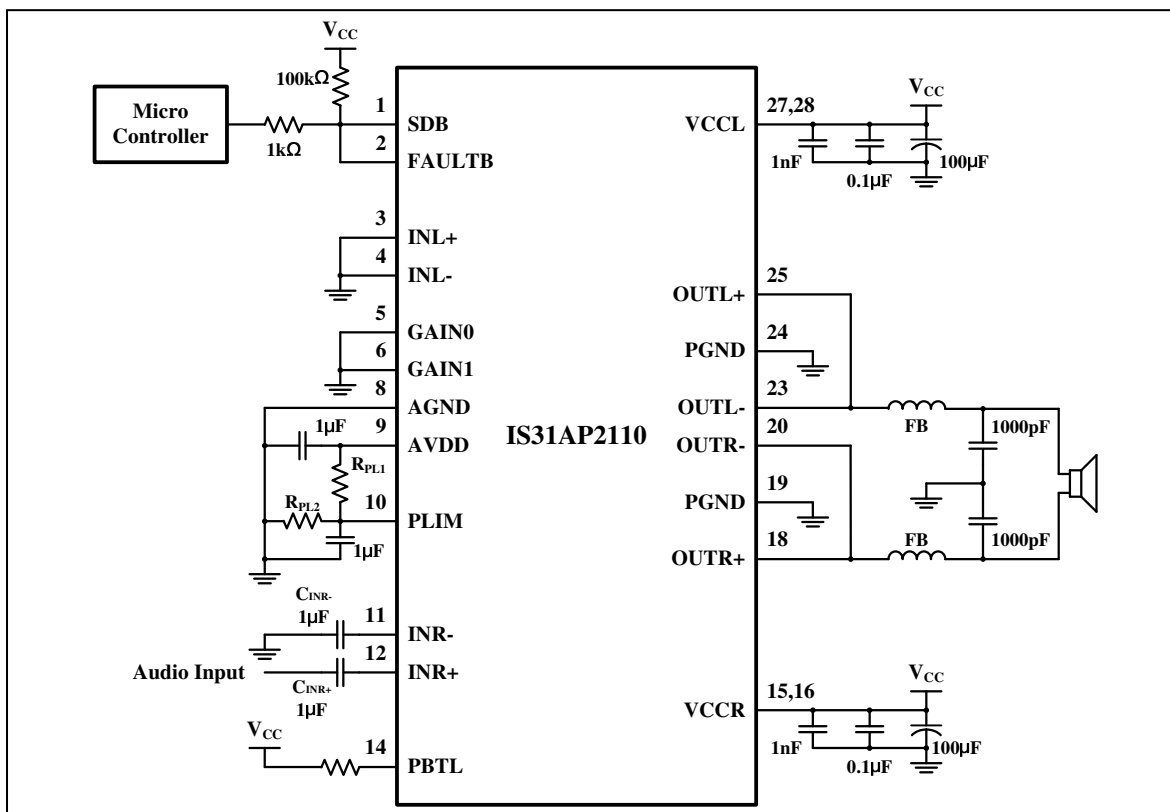 VCC
100kΩ
Micro
Controller
1kΩ
1
SDB
2
FAULTB
3
INL+
4
INL-
5
GAIN0
6
GAIN1
8
AGND
1µF
9
AVDD
RPL1
RPL2
10
PLIM
1µF
CINR-
1µF
11
INR-
Audio Input
12
INR+
CINR+
1µF
VCC
14
PBTL
IS31AP2110
VCC
27,28
VCCL
1nF
0.1µF
100µF
25
OUTL+
24
PGND
23
OUTL-
FB
1000pF
20
OUTR-
19
PGND
18
OUTR+
FB
1000pF
VCC
15,16
VCCR
1nF
0.1µF
100µF